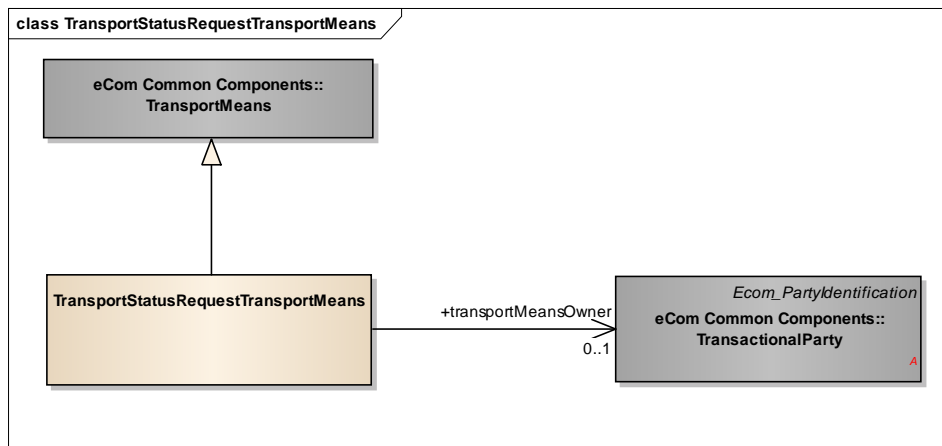 class TransportStatusRequestTransportMeans
eCom Common Components::
TransportMeans
TransportStatusRequestTransportMeans
+transportMeansOwner
0..1
Ecom_PartyIdentification
eCom Common Components::
TransactionalParty
A